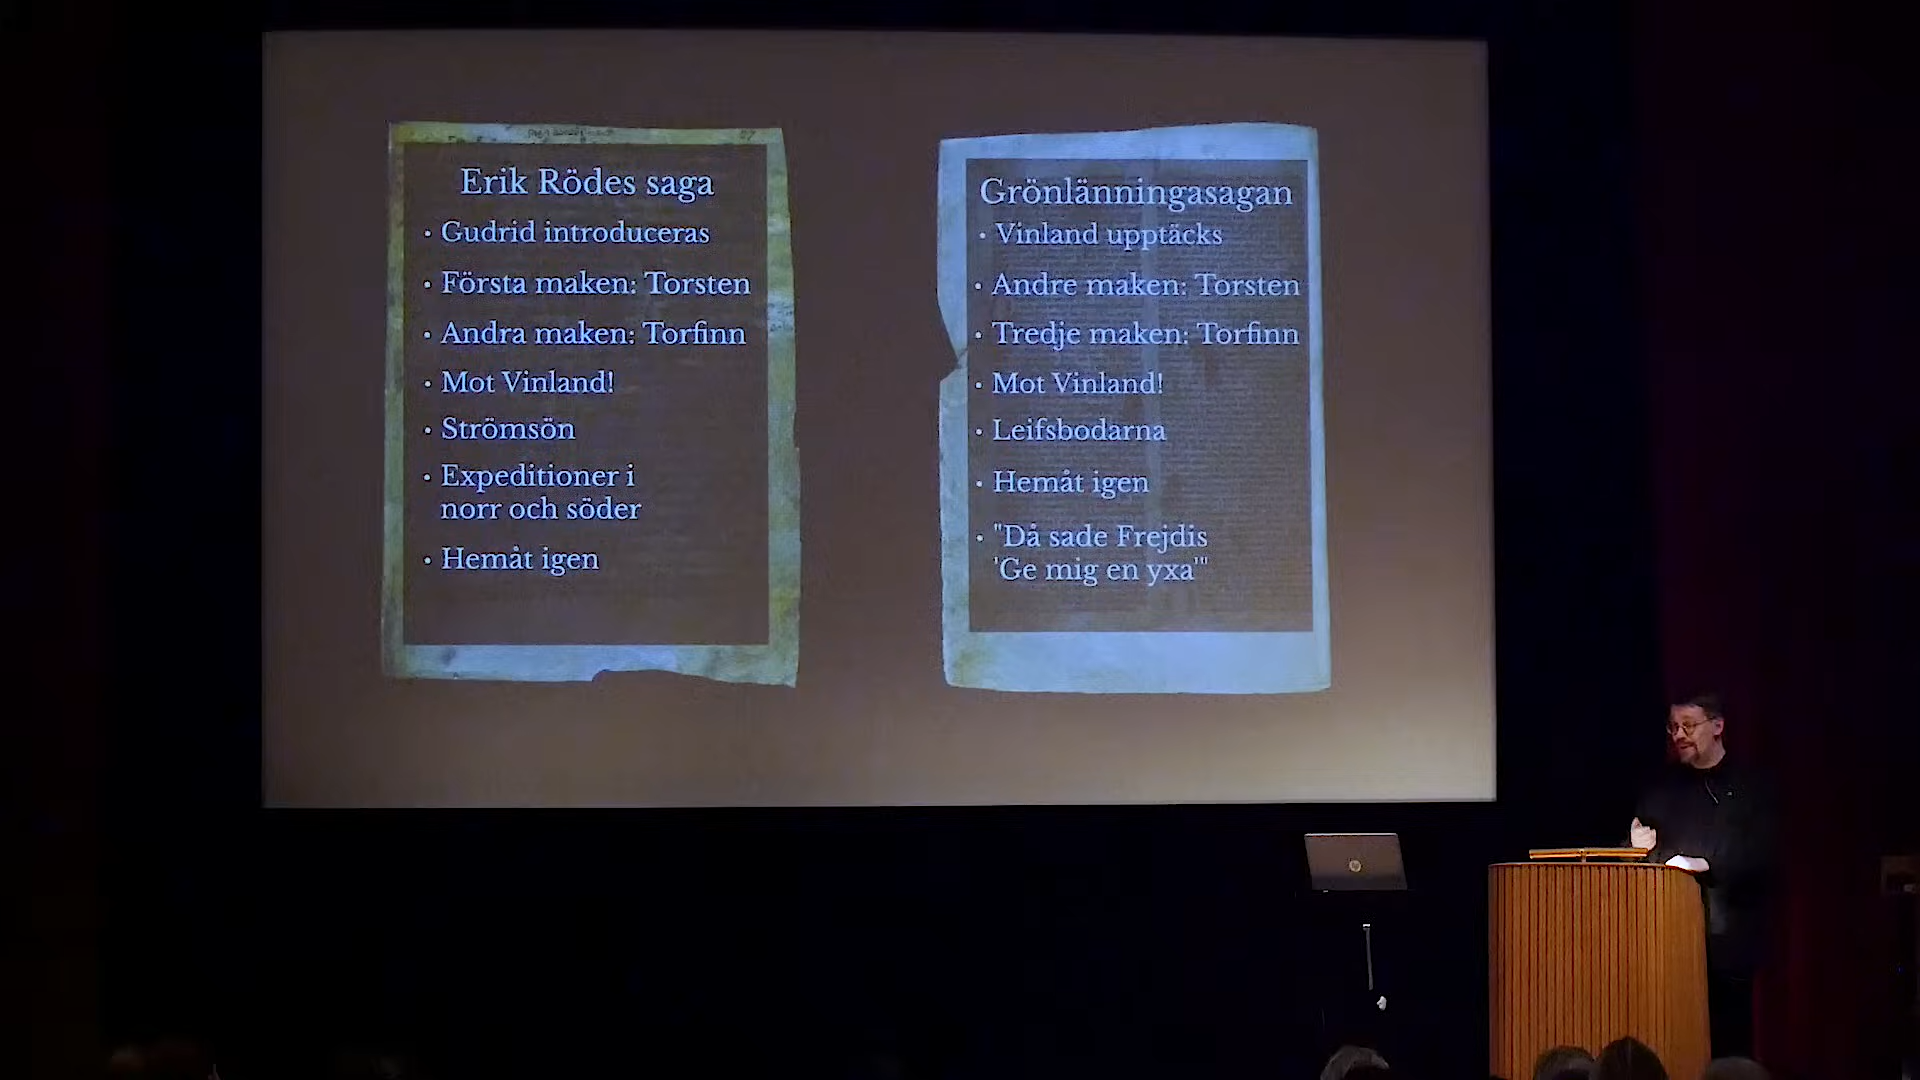 Erik Rödes saga
• Gudrid introduceras
• Första maken: Torsten
• Andra maken: Torfinn
• Mot Vinland!
• Strömsön
• Expeditioner i
norr och söder
• Hemåt igen
Grönlänningasagan
• Vinland upptäcks
• Andre maken: Torsten
• Tredje maken: Torfinn
• Mot Vinland!
• Leifsbodarna
• Hemåt igen
• "Då sade Frejdis
'Ge mig en yxa'"